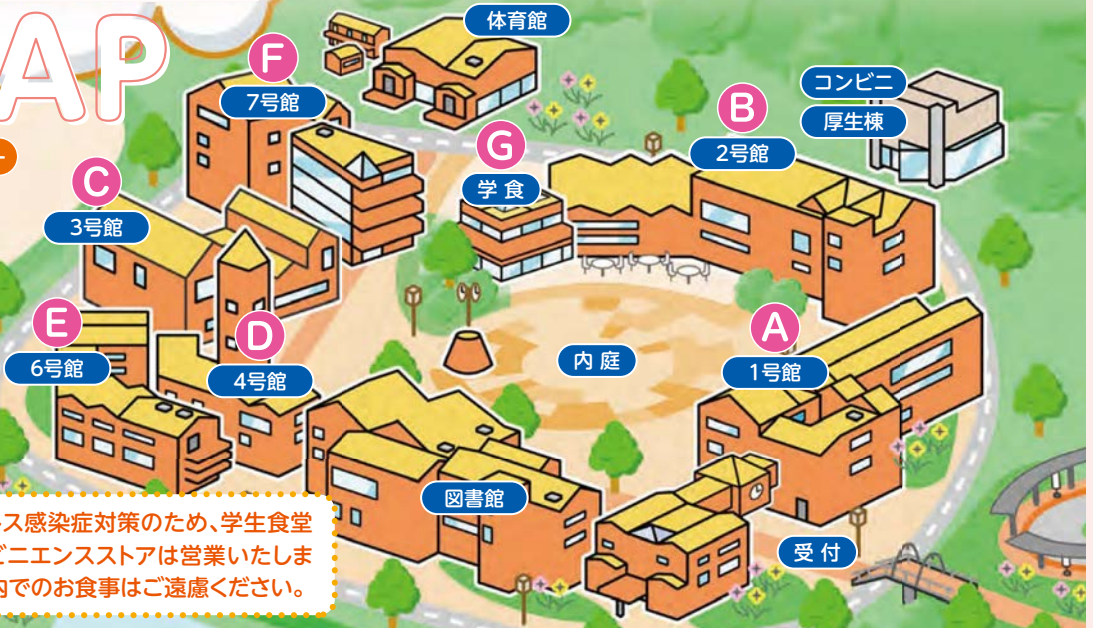 AP
体育館
F
7号館
コンビニ
厚生棟
B
2号館
G
学食
C
3号館
A
1号館
内庭
E
6号館
D
4号館
図書館
受付
ス感染症対策のため、学生食堂
ビニエンスストアは営業いたしま
内でのお食事はご遠慮ください。